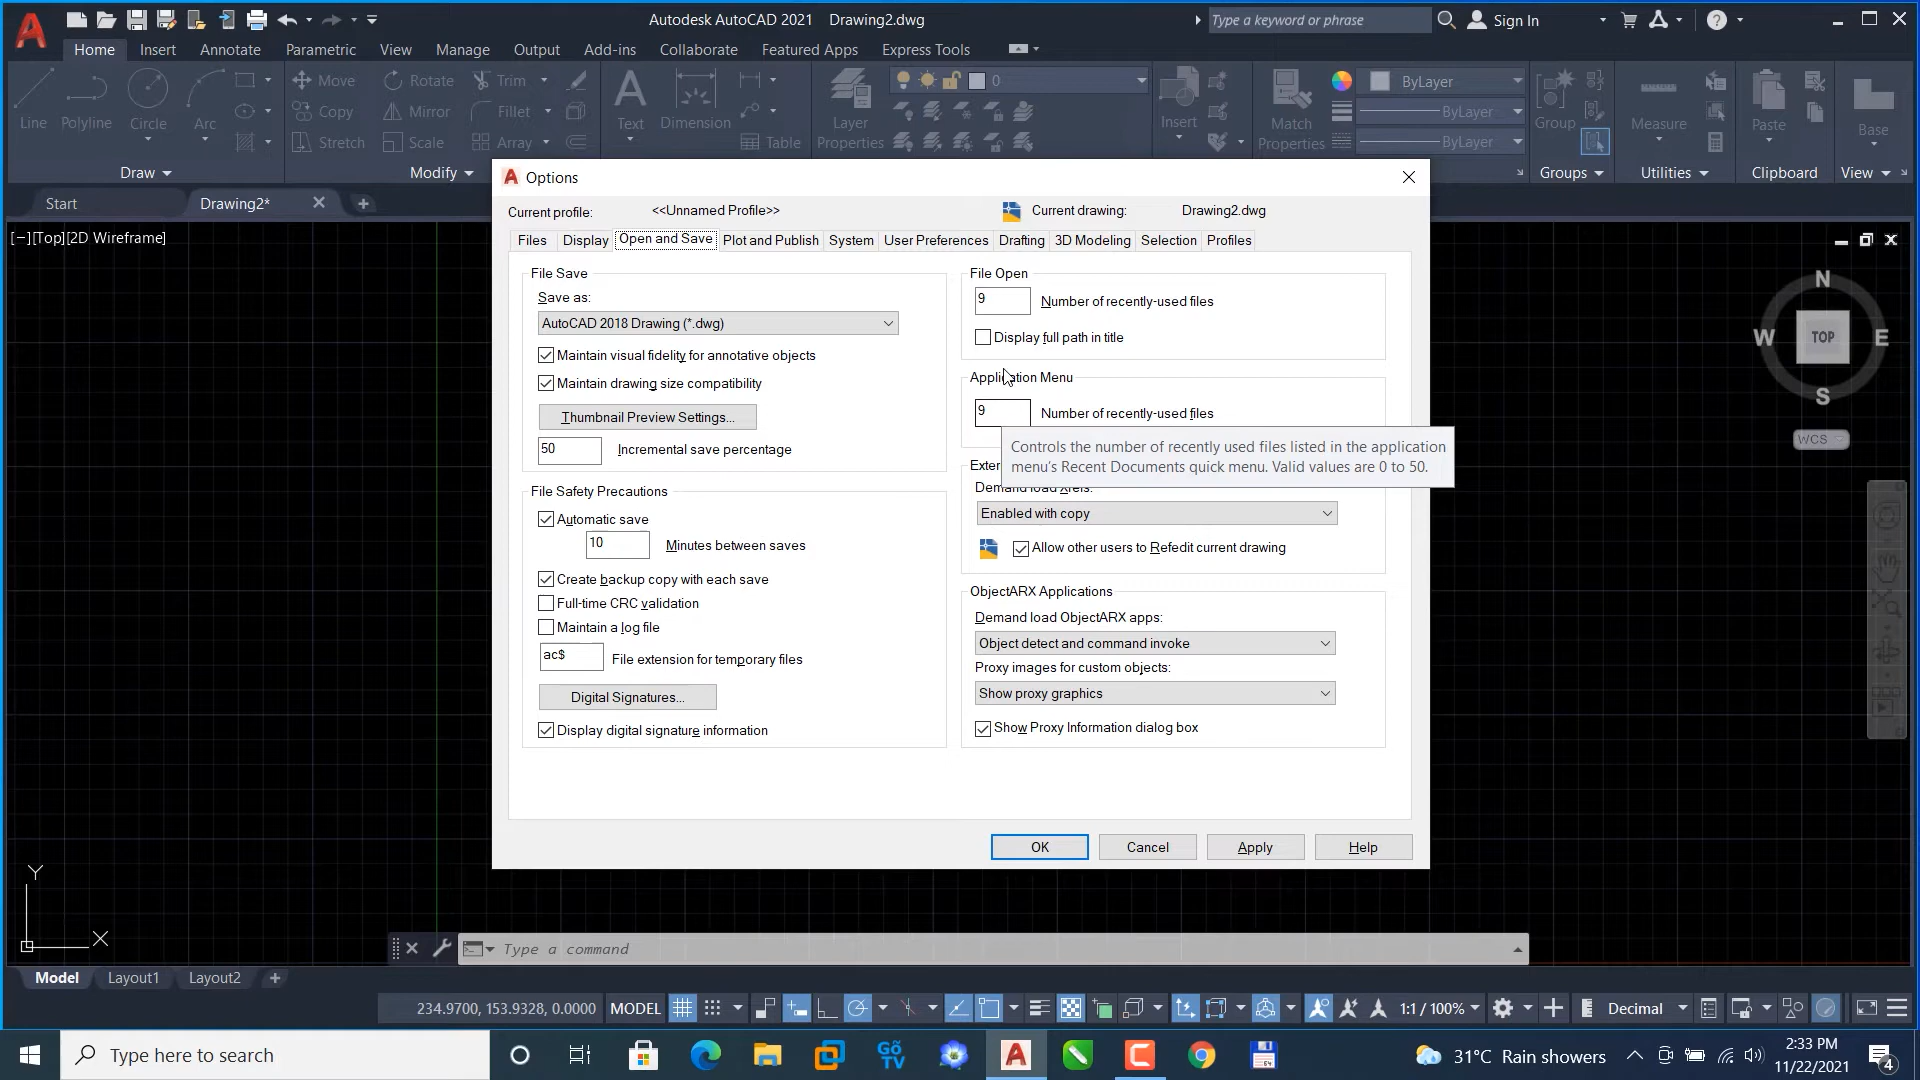 Autodesk AutoCAD 2021 Drawing2.dwg
Type a keyword or phrase
Sign In
Home Insert Annotate Parametric View Manage Output Add-ins Collaborate Featured Apps Express Tools
Line Polyline Circle Arc
Move Rotate Trim
Copy Mirror Fillet
Stretch Scale Array
Text Dimension Table
Layer Properties
0
Insert
Match Properties
ByLayer
ByLayer
ByLayer
Group Measure Paste Base
Draw Modify Groups Utilities Clipboard View
Start Drawing2*
[−][Top][2D Wireframe]
Options
Current profile: <<Unnamed Profile>> Current drawing: Drawing2.dwg
Files Display Open and Save Plot and Publish System User Preferences Drafting 3D Modeling Selection Profiles
File Save
Save as:
AutoCAD 2018 Drawing (*.dwg)
Maintain visual fidelity for annotative objects
Maintain drawing size compatibility
Thumbnail Preview Settings...
50 Incremental save percentage
File Safety Precautions
Automatic save
10 Minutes between saves
Create backup copy with each save
Full-time CRC validation
Maintain a log file
ac$ File extension for temporary files
Digital Signatures...
Display digital signature information
File Open
9 Number of recently-used files
Display full path in title
Application Menu
9 Number of recently-used files
Controls the number of recently used files listed in the application
menu's Recent Documents quick menu. Valid values are 0 to 50.
Exter
Demand load Xrefs:
Enabled with copy
Allow other users to Refedit current drawing
ObjectARX Applications
Demand load ObjectARX apps:
Object detect and command invoke
Proxy images for custom objects:
Show proxy graphics
Show Proxy Information dialog box
OK Cancel Apply Help
N
W TOP E
S
WCS
Y
X
Type a command
Model Layout1 Layout2
234.9700, 153.9328, 0.0000 MODEL 1:1 / 100% Decimal
Type here to search
GõTV
64
31°C Rain showers
2:33 PM
11/22/2021
4